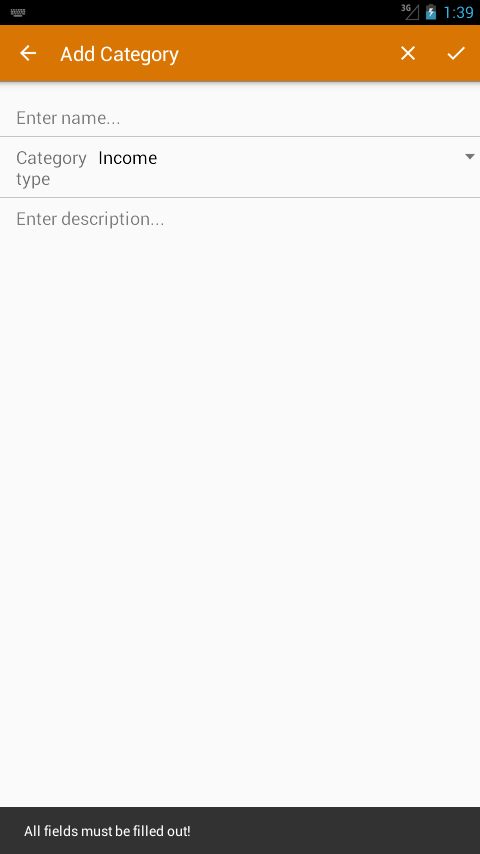 3G 1:39
Add Category
Enter name...
Category type Income
Enter description...
All fields must be filled out!